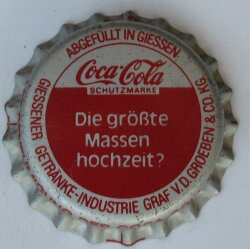 ABGEFÜLLT IN GIESSEN
Coca-Cola
SCHUTZMARKE
Die größte
Massen
hochzeit?
GIESSENER GETRÄNKE-INDUSTRIE GRAF V.D. GROEBEN & CO. KG